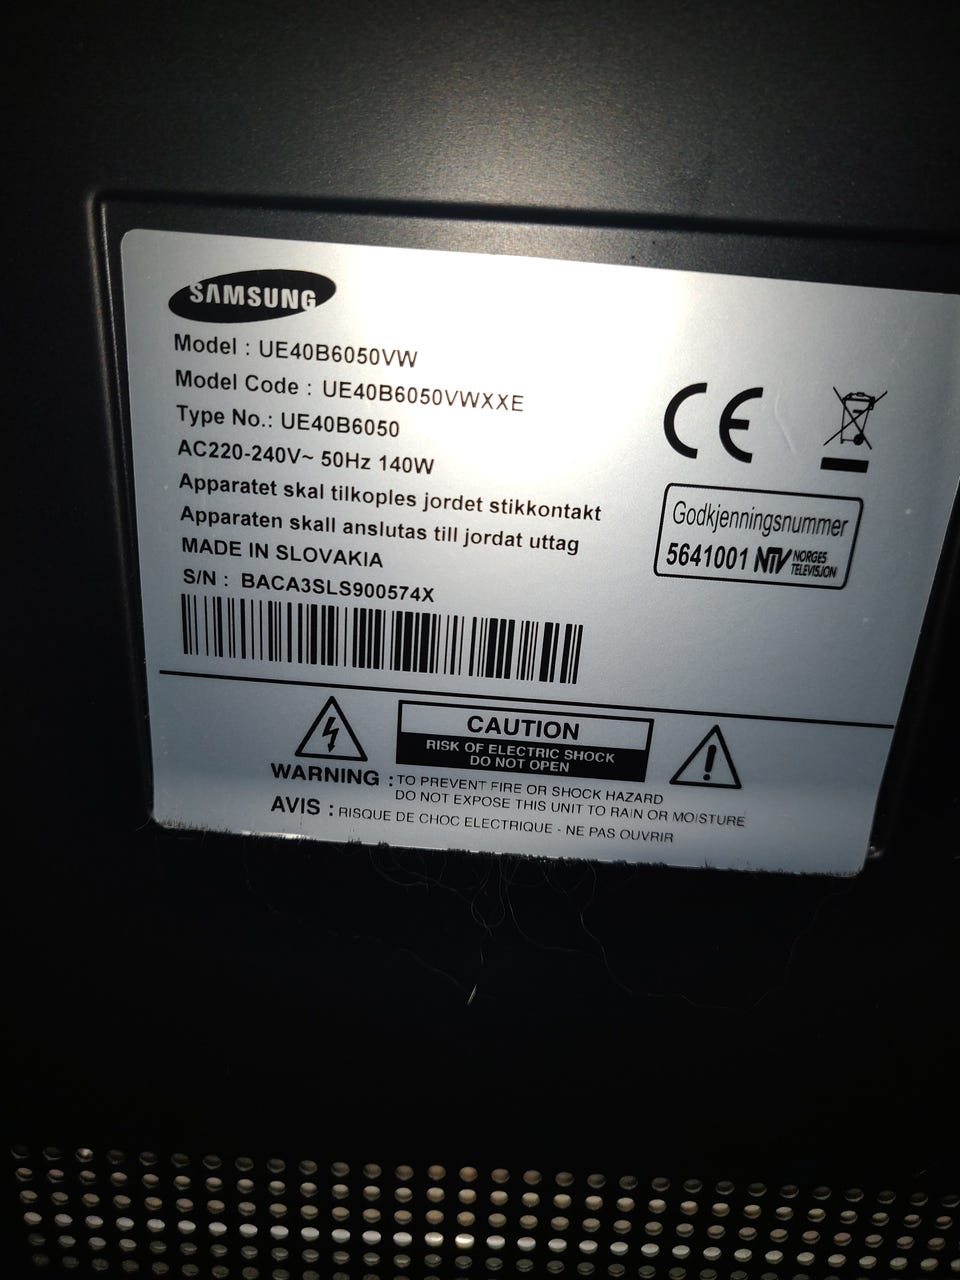 SAMSUNG
Model : UE40B6050VW
Model Code : UE40B6050VWXXE
Type No.: UE40B6050
AC220-240V~ 50Hz 140W
Apparatet skal tilkoples jordet stikkontakt
Apparaten skall anslutas till jordat uttag
MADE IN SLOVAKIA
S/N : BACA3SLS900574X
CE
Godkjenningsnummer
5641001 NTV NORGES
TELEVISJON
CAUTION
RISK OF ELECTRIC SHOCK
DO NOT OPEN
WARNING : TO PREVENT FIRE OR SHOCK HAZARD
DO NOT EXPOSE THIS UNIT TO RAIN OR MOISTURE
AVIS : RISQUE DE CHOC ELECTRIQUE - NE PAS OUVRIR